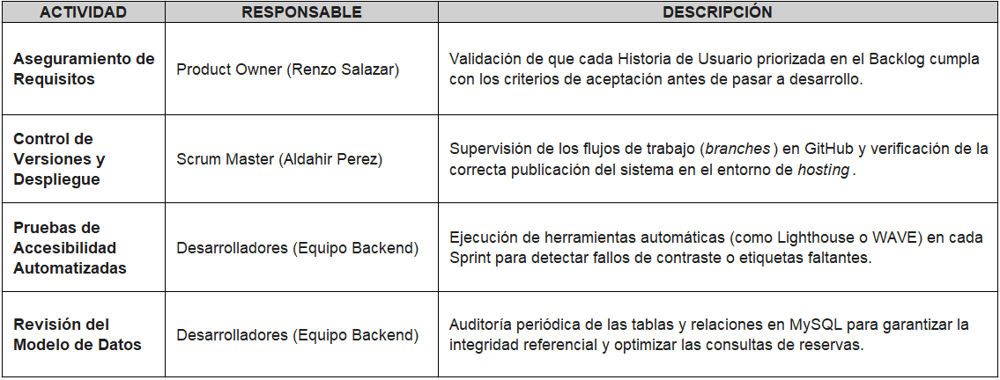 ACTIVIDAD RESPONSABLE DESCRIPCIÓN
Aseguramiento de
Requisitos
Product Owner (Renzo Salazar)
Validación de que cada Historia de Usuario priorizada en el Backlog cumpla
con los criterios de aceptación antes de pasar a desarrollo.
Control de
Versiones y
Despliegue
Scrum Master (Aldahir Perez)
Supervisión de los flujos de trabajo (branches) en GitHub y verificación de la
correcta publicación del sistema en el entorno de hosting.
Pruebas de
Accesibilidad
Automatizadas
Desarrolladores (Equipo Backend)
Ejecución de herramientas automáticas (como Lighthouse o WAVE) en cada
Sprint para detectar fallos de contraste o etiquetas faltantes.
Revisión del
Modelo de Datos
Desarrolladores (Equipo Backend)
Auditoría periódica de las tablas y relaciones en MySQL para garantizar la
integridad referencial y optimizar las consultas de reservas.